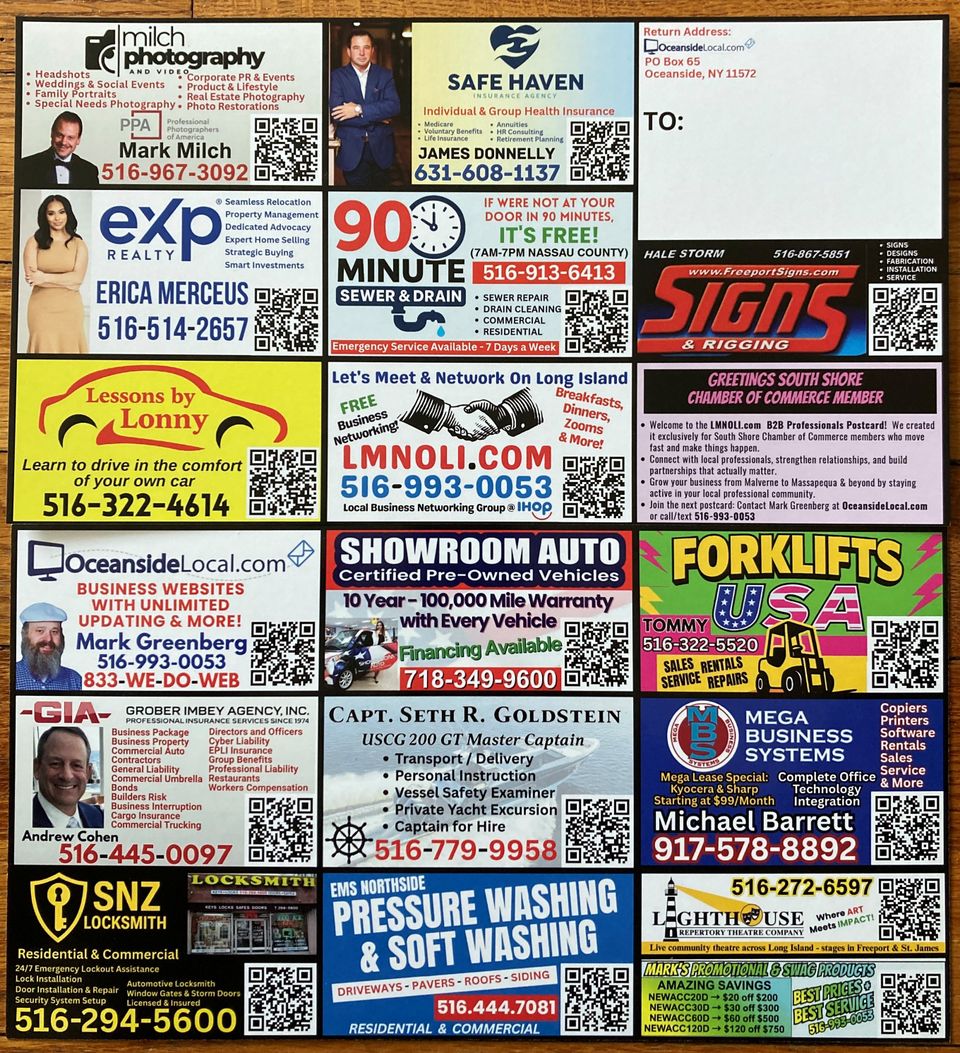 milch
photography
AND VIDEO
• Headshots
• Weddings & Social Events
• Family Portraits
• Special Needs Photography
• Corporate PR & Events
• Product & Lifestyle
• Real Estate Photography
• Photo Restorations
PPA
Professional
Photographers
of America
Mark Milch
516-967-3092
SAFE HAVEN
INSURANCE AGENCY
Individual & Group Health Insurance
• Medicare
• Voluntary Benefits
• Life Insurance
• Annuities
• HR Consulting
• Retirement Planning
JAMES DONNELLY
631-608-1137
Return Address:
OceansideLocal.com
PO Box 65
Oceanside, NY 11572
TO:
exp®
REALTY
Seamless Relocation
Property Management
Dedicated Advocacy
Expert Home Selling
Strategic Buying
Smart Investments
ERICA MERCEUS
516-514-2657
90
MINUTE
SEWER & DRAIN
IF WERE NOT AT YOUR
DOOR IN 90 MINUTES,
IT'S FREE!
(7AM-7PM NASSAU COUNTY)
516-913-6413
• SEWER REPAIR
• DRAIN CLEANING
• COMMERCIAL
• RESIDENTIAL
Emergency Service Available - 7 Days a Week
HALE STORM 516-867-5851
www.FreeportSigns.com
SIGNS
& RIGGING
• SIGNS
• DESIGNS
• FABRICATION
• INSTALLATION
• SERVICE
Lessons by
Lonny
Learn to drive in the comfort
of your own car
516-322-4614
Let's Meet & Network On Long Island
FREE
Business
Networking!
Breakfasts,
Dinners,
Zooms
& More!
LMNOLI.COM
516-993-0053
Local Business Networking Group @ IHOP
GREETINGS SOUTH SHORE
CHAMBER OF COMMERCE MEMBER
• Welcome to the LMNOLI.com B2B Professionals Postcard! We created
it exclusively for South Shore Chamber of Commerce members who move
fast and make things happen.
• Connect with local professionals, strengthen relationships, and build
partnerships that actually matter.
• Grow your business from Malverne to Massapequa & beyond by staying
active in your local professional community.
• Join the next postcard: Contact Mark Greenberg at OceansideLocal.com
or call/text 516-993-0053
OceansideLocal.com
BUSINESS WEBSITES
WITH UNLIMITED
UPDATING & MORE!
Mark Greenberg
516-993-0053
833-WE-DO-WEB
SHOWROOM AUTO
Certified Pre-Owned Vehicles
10 Year - 100,000 Mile Warranty
with Every Vehicle
Financing Available
718-349-9600
FORKLIFTS
USA
TOMMY
516-322-5520
SALES RENTALS
SERVICE REPAIRS
-GIA-
GROBER IMBEY AGENCY, INC.
PROFESSIONAL INSURANCE SERVICES SINCE 1974
Business Package
Business Property
Commercial Auto
Contractors
General Liability
Commercial Umbrella
Bonds
Builders Risk
Business Interruption
Cargo Insurance
Commercial Trucking
Directors and Officers
Cyber Liability
EPLI Insurance
Group Benefits
Professional Liability
Restaurants
Workers Compensation
Andrew Cohen
516-445-0097
CAPT. SETH R. GOLDSTEIN
USCG 200 GT Master Captain
• Transport / Delivery
• Personal Instruction
• Vessel Safety Examiner
• Private Yacht Excursion
• Captain for Hire
516-779-9958
MEGA BUSINESS SYSTEMS
MBS
MEGA
BUSINESS
SYSTEMS
Copiers
Printers
Software
Rentals
Sales
Service
& More
Mega Lease Special:
Kyocera & Sharp
Starting at $99/Month
Complete Office
Technology
Integration
Michael Barrett
917-578-8892
SNZ
LOCKSMITH
LOCKSMITH
KEYS LOCKS SAFES DOORS
Residential & Commercial
24/7 Emergency Lockout Assistance
Lock Installation
Door Installation & Repair
Security System Setup
Automotive Locksmith
Window Gates & Storm Doors
Licensed & Insured
516-294-5600
EMS NORTHSIDE
PRESSURE WASHING
& SOFT WASHING
DRIVEWAYS - PAVERS - ROOFS - SIDING
516.444.7081
RESIDENTIAL & COMMERCIAL
516-272-6597
LIGHTHOUSE
REPERTORY THEATRE COMPANY
Where ART
Meets IMPACT!
Live community theatre across Long Island - stages in Freeport & St. James
MARK'S PROMOTIONAL & SWAG PRODUCTS
AMAZING SAVINGS
NEWACC20D → $20 off $200
NEWACC30D → $30 off $300
NEWACC60D → $60 off $500
NEWACC120D → $120 off $750
BEST PRICES +
BEST SERVICE
516-993-0053